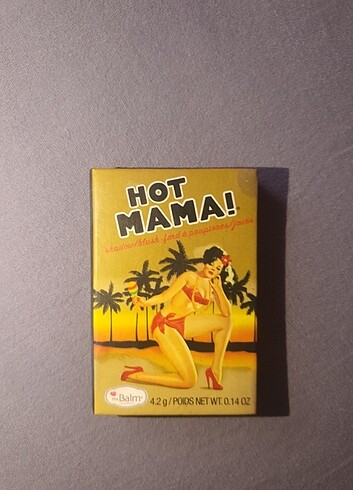 HOT
MAMA!®
shadow/blush·fard à paupières/joues
theBalm®
4.2 g / POIDS NET WT. 0.14 OZ